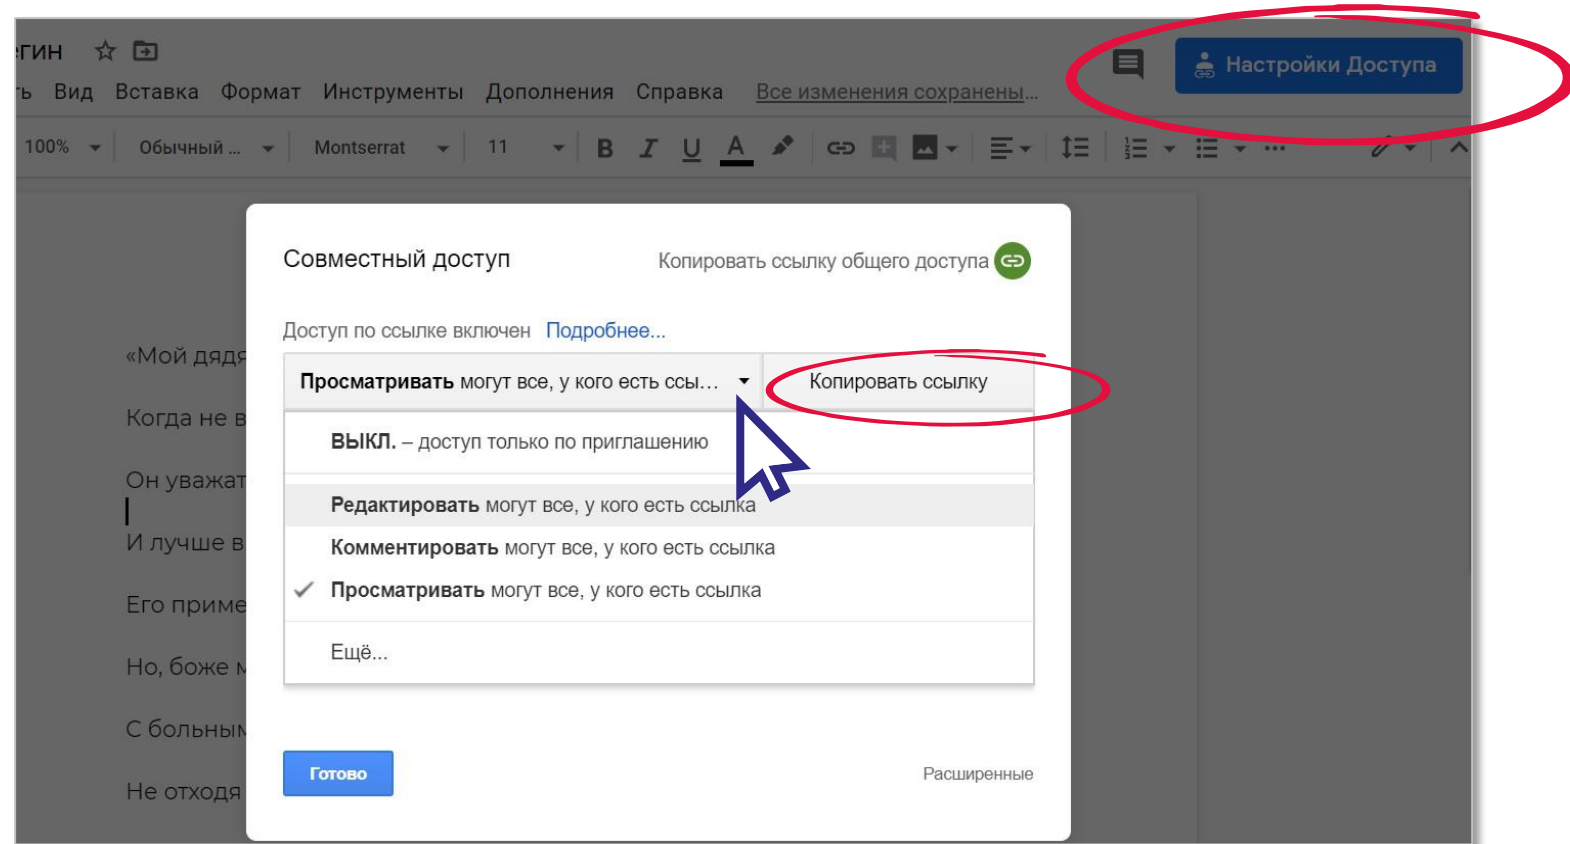 егин
Настройки Доступа
ть Вид Вставка Формат Инструменты Дополнения Справка Все изменения сохранены...
100% Обычный ... Montserrat 11 B I U A
Совместный доступ Копировать ссылку общего доступа
Доступ по ссылке включен Подробнее...
«Мой дядя
Просматривать могут все, у кого есть ссы... Копировать ссылку
Когда не в
ВЫКЛ. – доступ только по приглашению
Он уважат
Редактировать могут все, у кого есть ссылка
И лучше в
Комментировать могут все, у кого есть ссылка
Просматривать могут все, у кого есть ссылка
Его приме
Ещё...
Но, боже м
С больным
Готово Расширенные
Не отходя